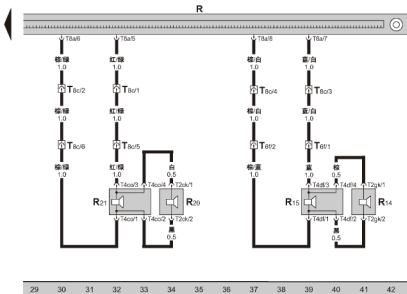 R
T8a/6 T8a/5 T8a/8 T8a/7
棕/绿 红/绿 棕/白 蓝/白
1.0 1.0 1.0 1.0
T8c/2 T8c/1 T8c/4 T8c/3
棕/绿 红/绿 棕/白 蓝/白
1.0 1.0 1.0 1.0
T8c/6 T8c/5 T6f/2 T6f/1
棕/绿 红/绿 白 棕/蓝 蓝 棕
1.0 1.0 0.5 1.0 1.0 0.5
T4co/3 T4co/4 T2ck/1 T4df/3 T4df/4 T2gk/1
R21 R20 R15 R14
T4co/1 T4co/2 T2ck/2 T4df/1 T4df/2 T2gk/2
黑 黑
0.5 0.5
29 30 31 32 33 34 35 36 37 38 39 40 41 42